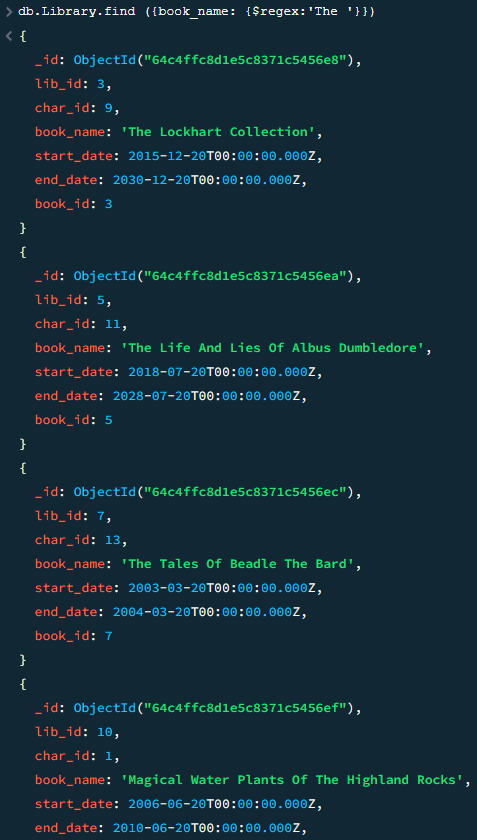 db.Library.find ({book_name: {$regex:'The '}})
{
_id: ObjectId("64c4ffc8d1e5c8371c5456e8"),
lib_id: 3,
char_id: 9,
book_name: 'The Lockhart Collection',
start_date: 2015-12-20T00:00:00.000Z,
end_date: 2030-12-20T00:00:00.000Z,
book_id: 3
}
{
_id: ObjectId("64c4ffc8d1e5c8371c5456ea"),
lib_id: 5,
char_id: 11,
book_name: 'The Life And Lies Of Albus Dumbledore',
start_date: 2018-07-20T00:00:00.000Z,
end_date: 2028-07-20T00:00:00.000Z,
book_id: 5
}
{
_id: ObjectId("64c4ffc8d1e5c8371c5456ec"),
lib_id: 7,
char_id: 13,
book_name: 'The Tales Of Beadle The Bard',
start_date: 2003-03-20T00:00:00.000Z,
end_date: 2004-03-20T00:00:00.000Z,
book_id: 7
}
{
_id: ObjectId("64c4ffc8d1e5c8371c5456ef"),
lib_id: 10,
char_id: 1,
book_name: 'Magical Water Plants Of The Highland Rocks',
start_date: 2006-06-20T00:00:00.000Z,
end_date: 2010-06-20T00:00:00.000Z,